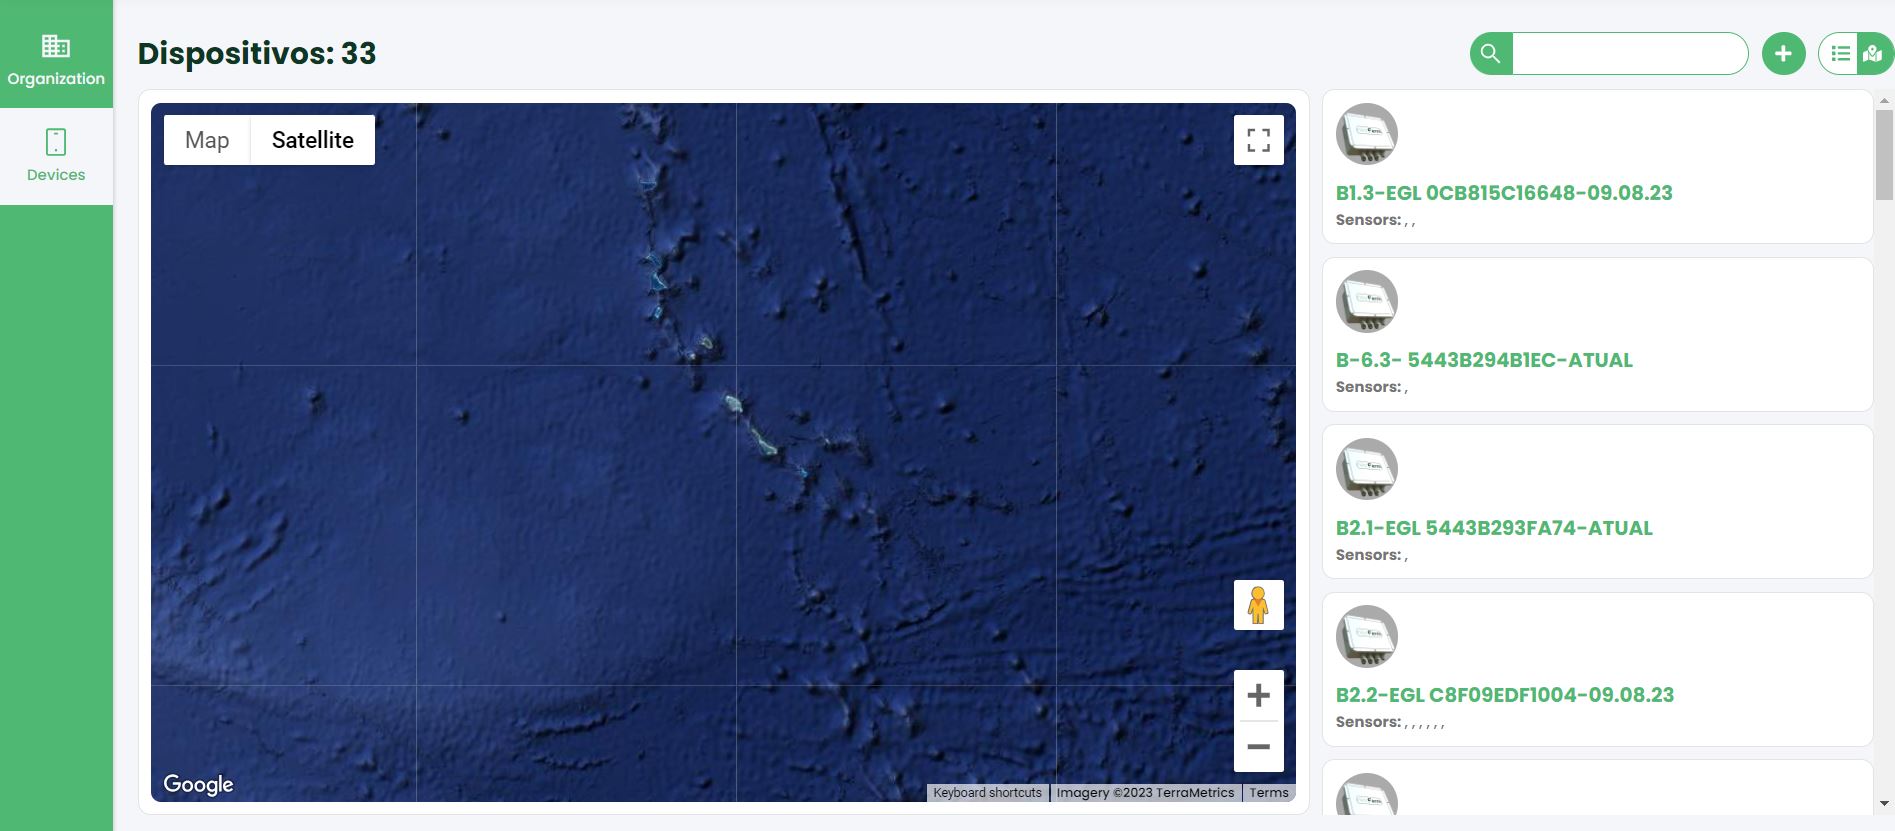 Organization
Devices
Dispositivos: 33
Map
Satellite
Google
Keyboard shortcuts
Imagery ©2023 TerraMetrics
Terms
B1.3-EGL 0CB815C16648-09.08.23
Sensors: , ,
B-6.3- 5443B294B1EC-ATUAL
Sensors: ,
B2.1-EGL 5443B293FA74-ATUAL
Sensors: ,
B2.2-EGL C8F09EDF1004-09.08.23
Sensors: , , , , , ,